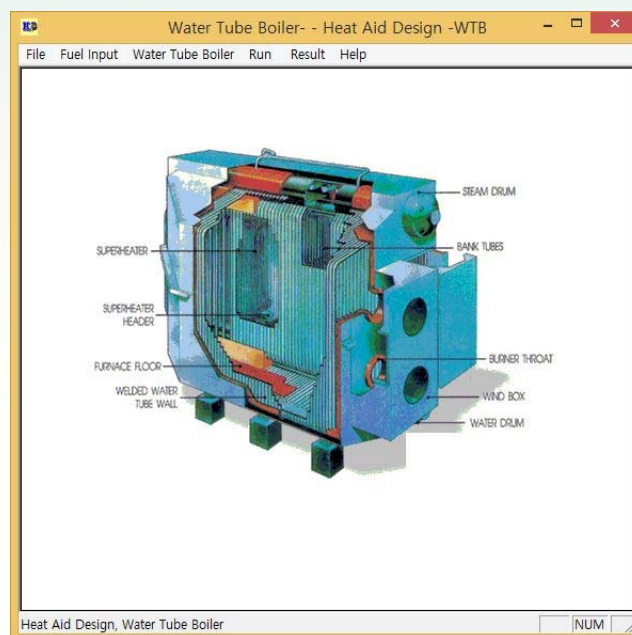 Water Tube Boiler- - Heat Aid Design -WTB
File Fuel Input Water Tube Boiler Run Result Help
STEAM DRUM
SUPERHEATER
BANK TUBES
SUPERHEATER
HEADER
FURNACE FLOOR
BURNER THROAT
WELDED WATER
TUBE WALL
WIND BOX
WATER DRUM
Heat Aid Design, Water Tube Boiler
NUM